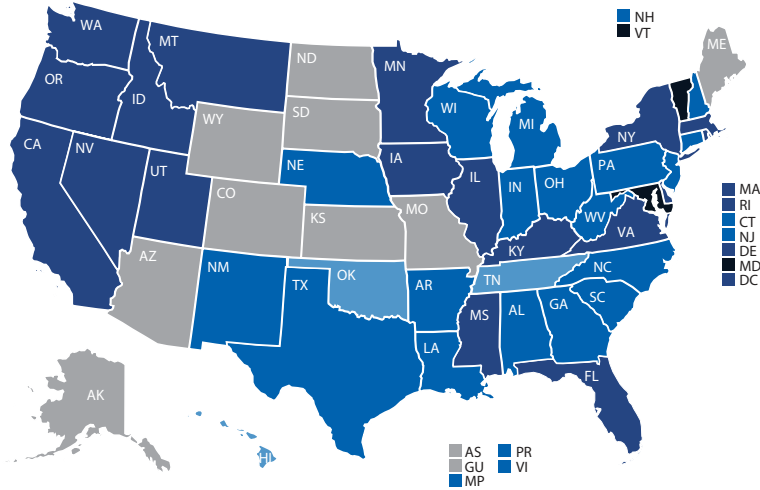 NH
VT
WA
MT
ND
MN
ME
OR
ID
SD
WI
MI
NY
WY
CA
NV
UT
NE
IA
PA
IL
IN
OH
CO
MO
KS
WV
VA
KY
MA
RI
CT
NJ
DE
MD
DC
AZ
NM
OK
TX
AR
TN
NC
SC
MS
AL
GA
LA
FL
AK
HI
AS
GU
MP
PR
VI